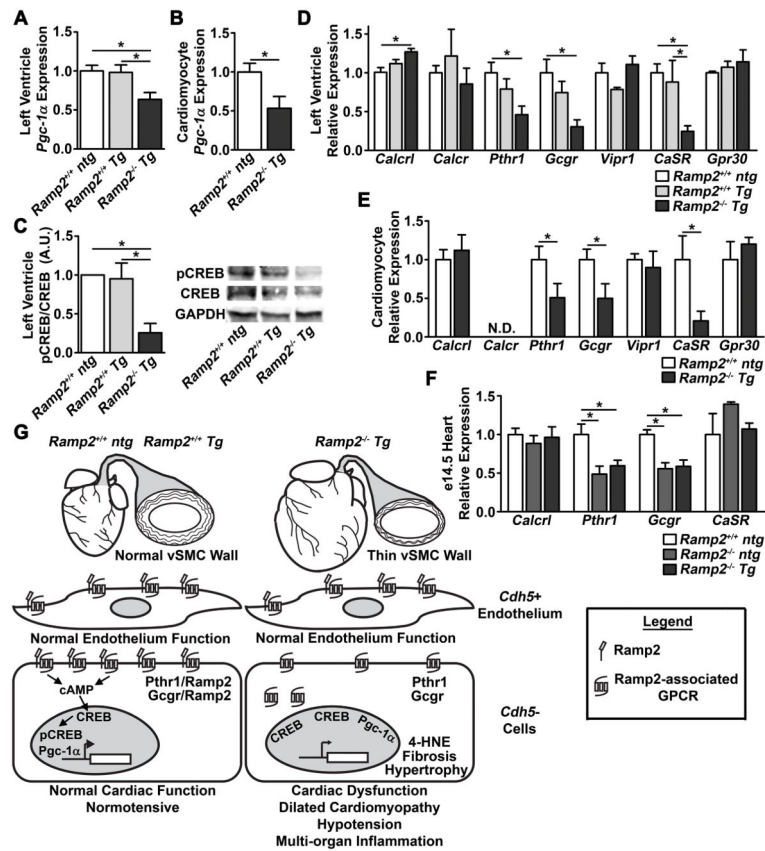 A
Left Ventricle
Pgc-1α Expression
1.5
1.0
0.5
0.0
*
*
Ramp2+/+ ntg
Ramp2+/+ Tg
Ramp2-/- Tg
B
Cardiomyocyte
Pgc-1α Expression
1.5
1.0
0.5
0.0
*
Ramp2+/+ ntg
Ramp2-/- Tg
C
Left Ventricle
pCREB/CREB (A.U.)
1.5
1.0
0.5
0.0
*
*
Ramp2+/+ ntg
Ramp2+/+ Tg
Ramp2-/- Tg
pCREB
CREB
GAPDH
Ramp2+/+ ntg
Ramp2+/+ Tg
Ramp2-/- Tg
D
Left Ventricle
Relative Expression
2.0
1.5
1.0
0.5
0.0
*
*
*
*
*
Calcrl Calcr Pthr1 Gcgr Vipr1 CaSR Gpr30
Ramp2+/+ ntg
Ramp2+/+ Tg
Ramp2-/- Tg
E
Cardiomyocyte
Relative Expression
2.0
1.5
1.0
0.5
0.0
N.D.
*
*
*
Calcrl Calcr Pthr1 Gcgr Vipr1 CaSR Gpr30
Ramp2+/+ ntg
Ramp2-/- Tg
F
e14.5 Heart
Relative Expression
1.5
1.0
0.5
0.0
*
*
*
*
Calcrl Pthr1 Gcgr CaSR
Ramp2+/+ ntg
Ramp2-/- ntg
Ramp2-/- Tg
G
Ramp2+/+ ntg Ramp2+/+ Tg
Ramp2-/- Tg
Normal vSMC Wall
Thin vSMC Wall
Cdh5+
Endothelium
Normal Endothelium Function
Normal Endothelium Function
cAMP
Pthr1/Ramp2
Gcgr/Ramp2
CREB
pCREB
Pgc-1α
Pthr1
Gcgr
CREB
CREB
Pgc-1α
4-HNE
Fibrosis
Hypertrophy
Cdh5-
Cells
Normal Cardiac Function
Normotensive
Cardiac Dysfunction
Dilated Cardiomyopathy
Hypotension
Multi-organ Inflammation
Legend
Ramp2
Ramp2-associated
GPCR